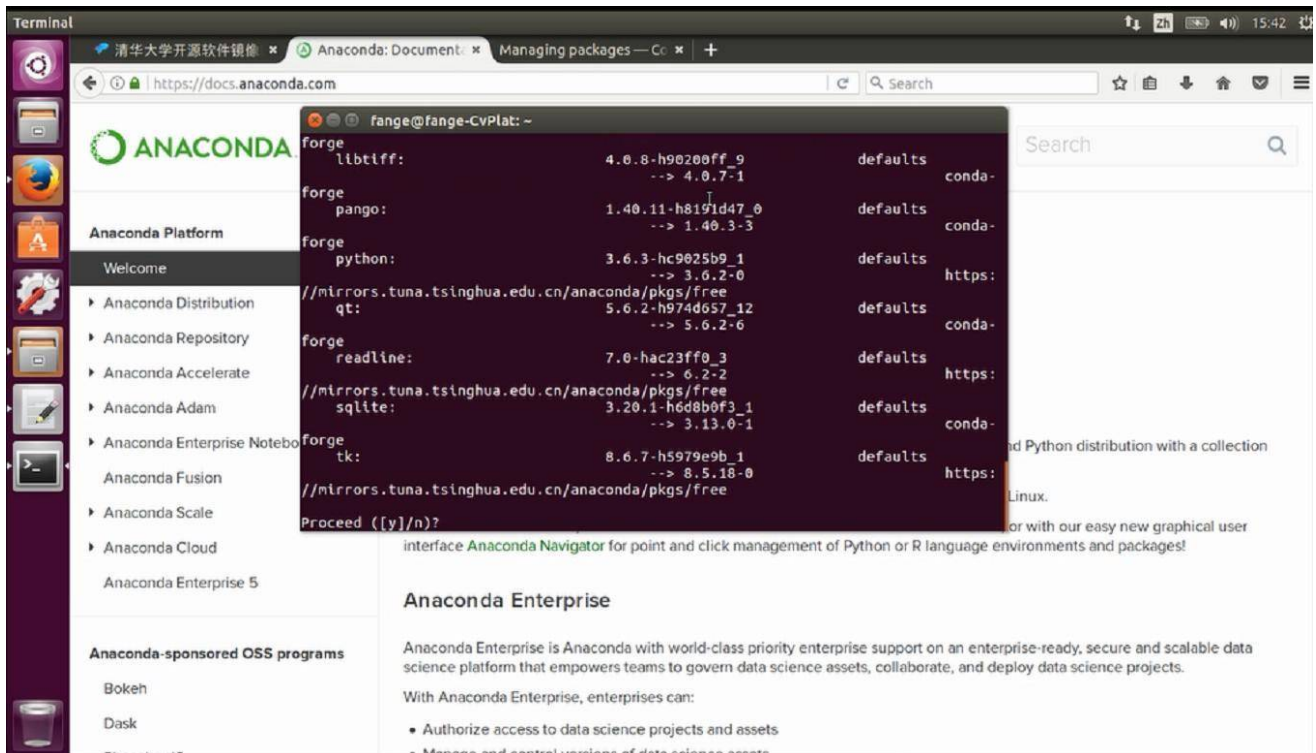 Terminal
Zh
15:42
清华大学开源软件镜像
Anaconda: Documenta
Managing packages — Co
https://docs.anaconda.com
Search
ANACONDA
Search
fange@fange-CvPlat: ~
forge
libtiff: 4.0.8-h90200ff_9 defaults
--> 4.0.7-1 conda-
forge
pango: 1.40.11-h8191d47_0 defaults
--> 1.40.3-3 conda-
forge
python: 3.6.3-hc9025b9_1 defaults
--> 3.6.2-0 https:
//mirrors.tuna.tsinghua.edu.cn/anaconda/pkgs/free
qt: 5.6.2-h974d657_12 defaults
--> 5.6.2-6 conda-
forge
readline: 7.0-hac23ff0_3 defaults
--> 6.2-2 https:
//mirrors.tuna.tsinghua.edu.cn/anaconda/pkgs/free
sqlite: 3.20.1-h6d8b0f3_1 defaults
--> 3.13.0-1 conda-
forge
tk: 8.6.7-h5979e9b_1 defaults
--> 8.5.18-0 https:
//mirrors.tuna.tsinghua.edu.cn/anaconda/pkgs/free
Proceed ([y]/n)?
Anaconda Platform
Welcome
Anaconda Distribution
Anaconda Repository
Anaconda Accelerate
Anaconda Adam
Anaconda Enterprise Notebo
Anaconda Fusion
Anaconda Scale
Anaconda Cloud
Anaconda Enterprise 5
Anaconda-sponsored OSS programs
Bokeh
Dask
nd Python distribution with a collection
Linux.
or with our easy new graphical user
interface Anaconda Navigator for point and click management of Python or R language environments and packages!
Anaconda Enterprise
Anaconda Enterprise is Anaconda with world-class priority enterprise support on an enterprise-ready, secure and scalable data
science platform that empowers teams to govern data science assets, collaborate, and deploy data science projects.
With Anaconda Enterprise, enterprises can:
• Authorize access to data science projects and assets
• Manage and control versions of data science assets